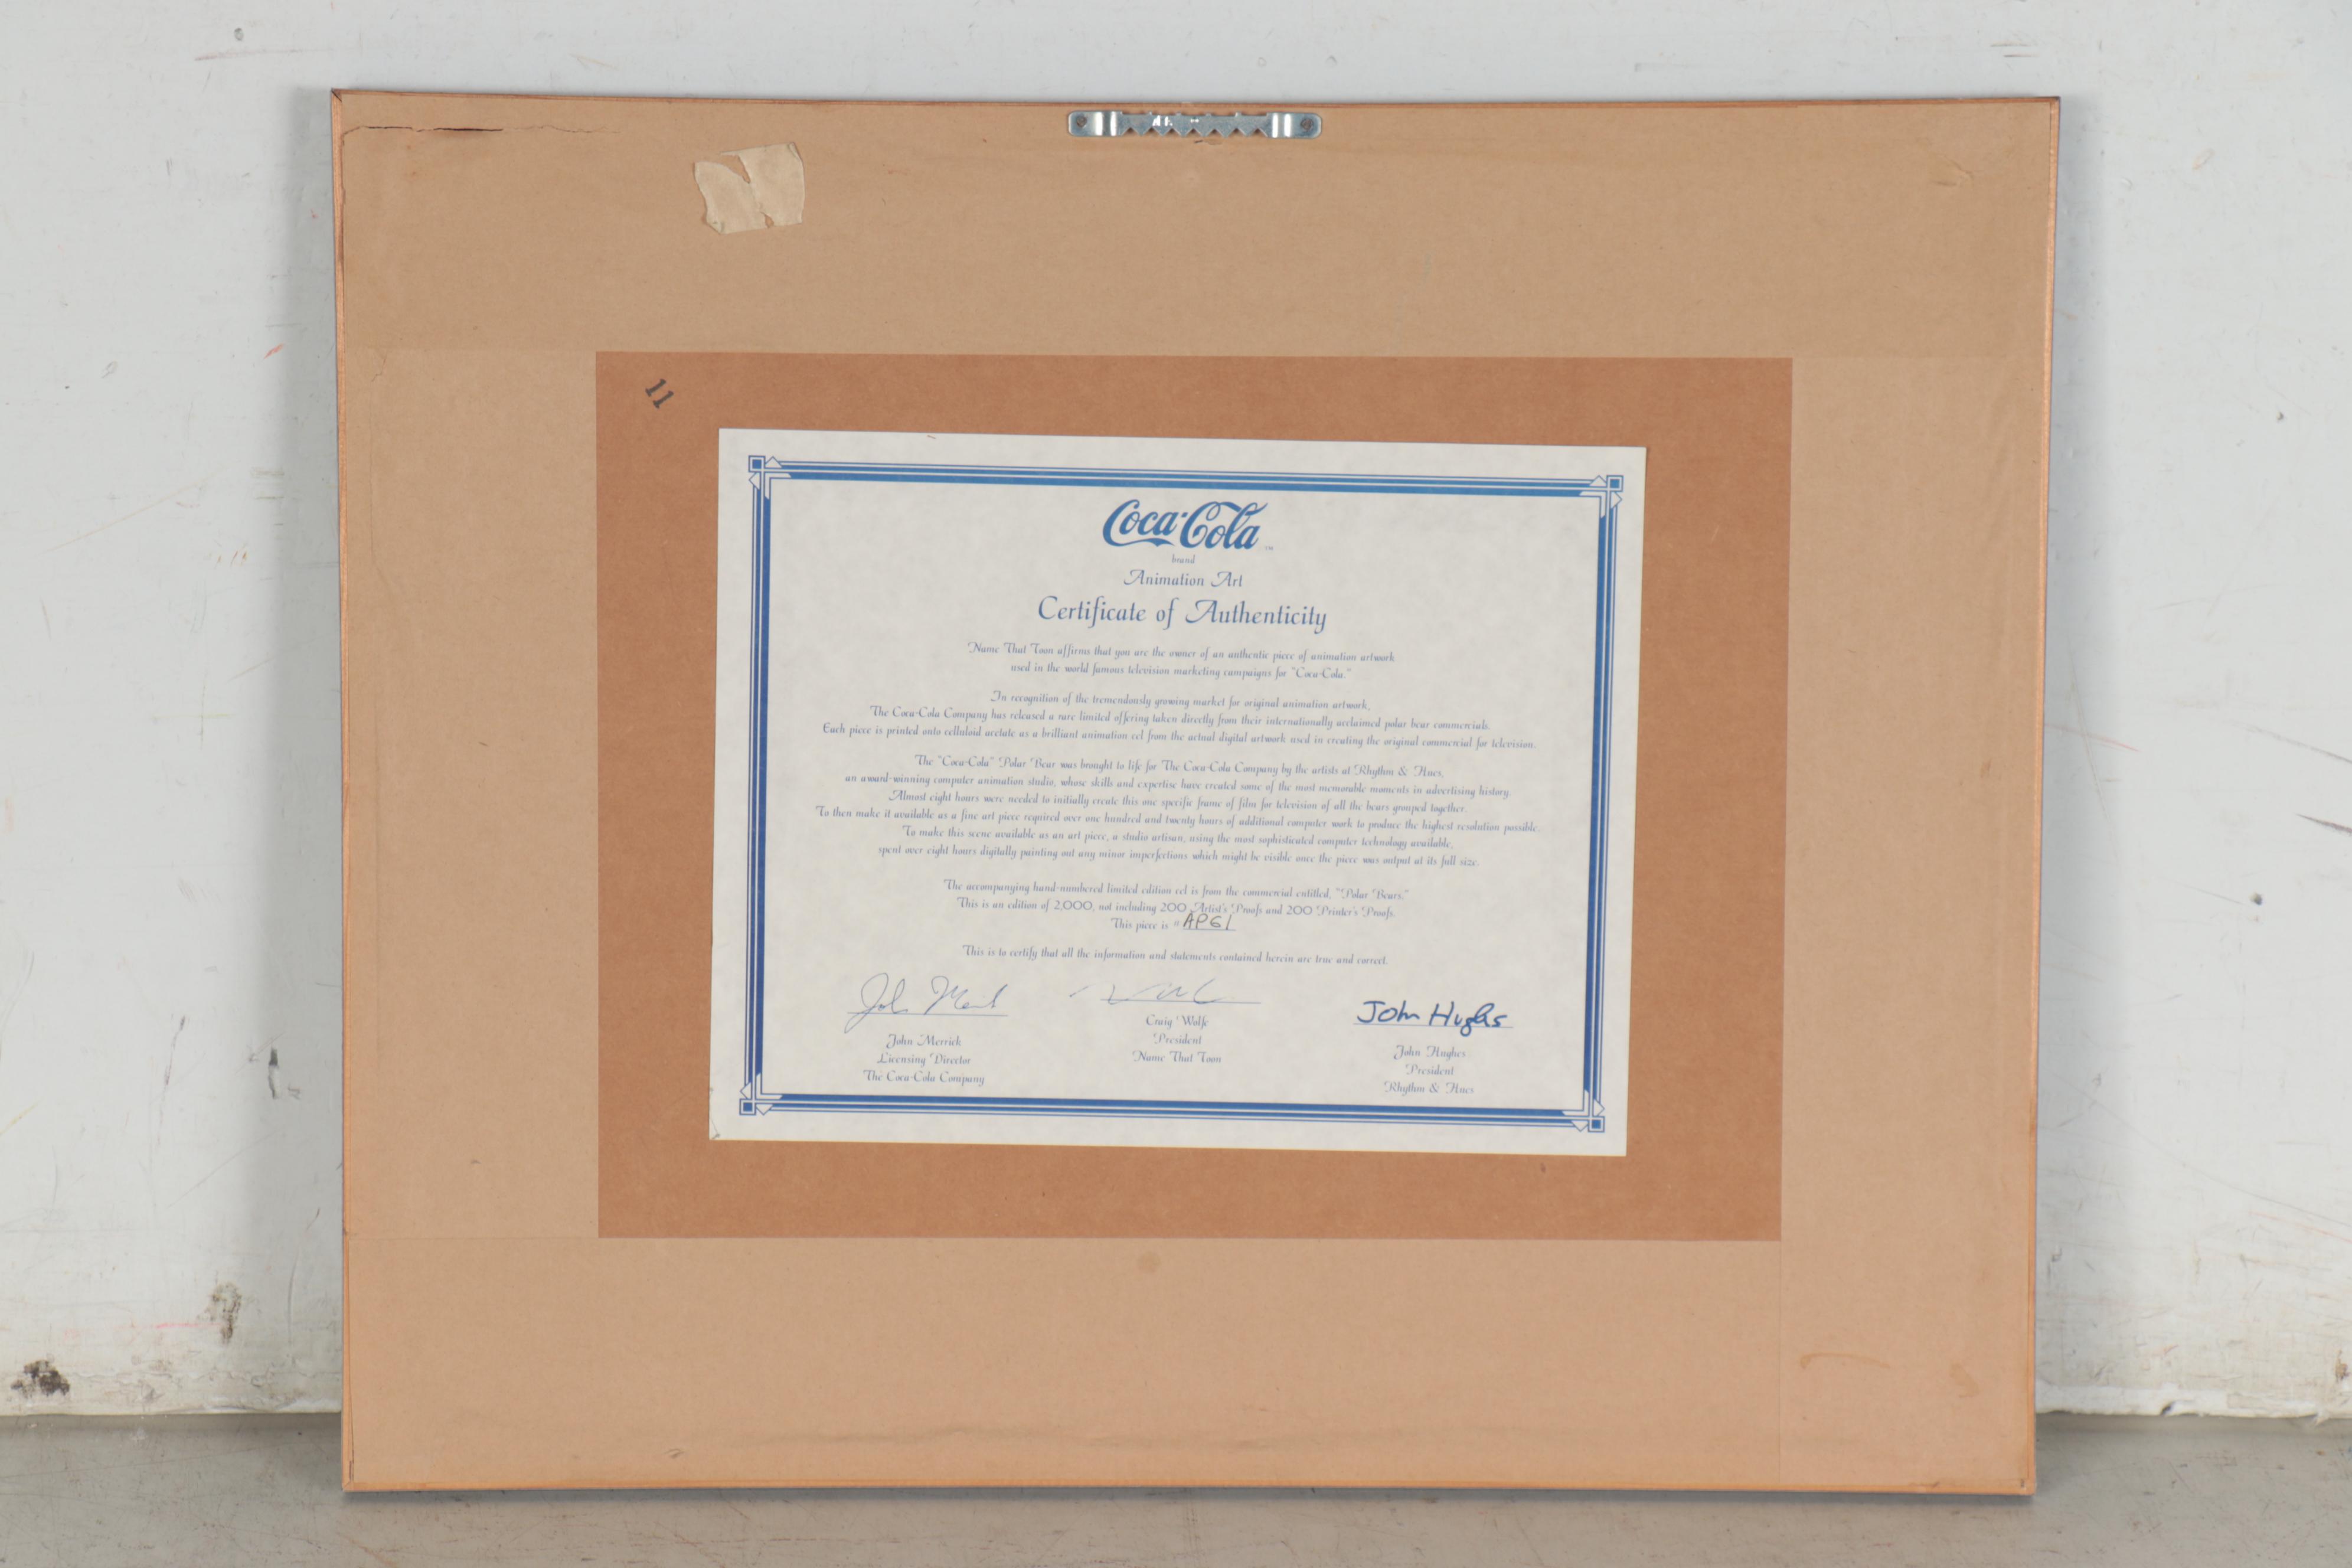 11
Coca-Cola ™
brand
Animation Art
Certificate of Authenticity
Name That Toon affirms that you are the owner of an authentic piece of animation artwork
used in the world famous television marketing campaigns for "Coca-Cola."
In recognition of the tremendously growing market for original animation artwork,
The Coca-Cola Company has released a rare limited offering taken directly from their internationally acclaimed polar bear commercials.
Each piece is printed onto celluloid acetate as a brilliant animation cel from the actual digital artwork used in creating the original commercial for television.
The "Coca-Cola" Polar Bear was brought to life for The Coca-Cola Company by the artists at Rhythm & Hues,
an award-winning computer animation studio, whose skills and expertise have created some of the most memorable moments in advertising history.
Almost eight hours were needed to initially create this one specific frame of film for television of all the bears grouped together.
To then make it available as a fine art piece required over one hundred and twenty hours of additional computer work to produce the highest resolution possible.
To make this scene available as an art piece, a studio artisan, using the most sophisticated computer technology available,
spent over eight hours digitally painting out any minor imperfections which might be visible once the piece was output at its full size.
The accompanying hand-numbered limited edition cel is from the commercial entitled, "Polar Bears."
This is an edition of 2,000, not including 200 Artist's Proofs and 200 Printer's Proofs.
This piece is # AP61
This is to certify that all the information and statements contained herein are true and correct.
John Hughes
John Merrick
Licensing Director
The Coca-Cola Company
Craig Wolfe
President
Name That Toon
John Hughes
President
Rhythm & Hues